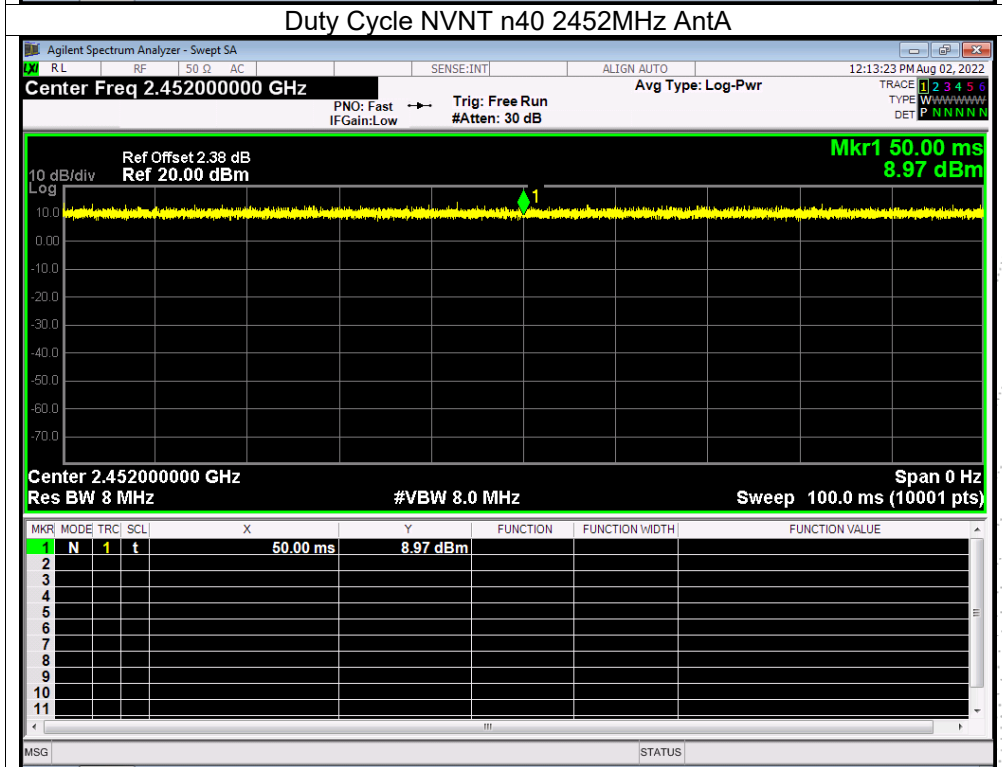 Duty Cycle NVNT n40 2452MHz AntA
Agilent Spectrum Analyzer - Swept SA
LXI RL RF 50 Ω AC SENSE:INT ALIGN AUTO 12:13:23 PM Aug 02, 2022
Center Freq 2.452000000 GHz Avg Type: Log-Pwr TRACE 1 2 3 4 5 6
PNO: Fast Trig: Free Run TYPE WWWWWW
IFGain:Low #Atten: 30 dB DET P N N N N N
Mkr1 50.00 ms
Ref Offset 2.38 dB
8.97 dBm
10 dB/div Ref 20.00 dBm
Log
1
10.0
0.00
-10.0
-20.0
-30.0
-40.0
-50.0
-60.0
-70.0
Center 2.452000000 GHz Span 0 Hz
Res BW 8 MHz #VBW 8.0 MHz Sweep 100.0 ms (10001 pts)
MKR MODE TRC SCL X Y FUNCTION FUNCTION WIDTH FUNCTION VALUE
1 N 1 t 50.00 ms 8.97 dBm
2
3
4
5
6
7
8
9
10
11
MSG STATUS